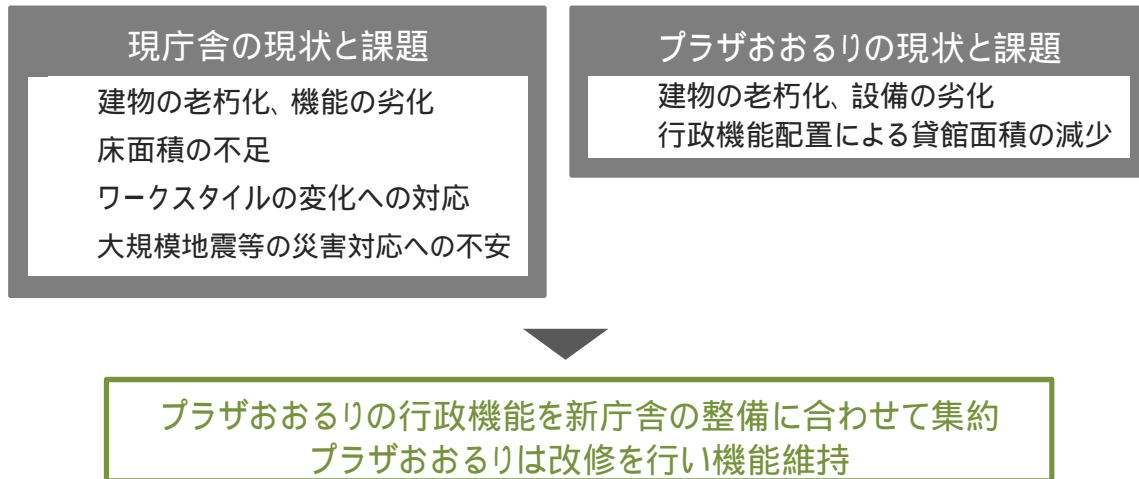 現庁舎の現状と課題
建物の老朽化、機能の劣化
床面積の不足
ワークスタイルの変化への対応
大規模地震等の災害対応への不安
プラザおおるりの現状と課題
建物の老朽化、設備の劣化
行政機能配置による貸館面積の減少
プラザおおるりの行政機能を新庁舎の整備に合わせて集約
プラザおおるりは改修を行い機能維持